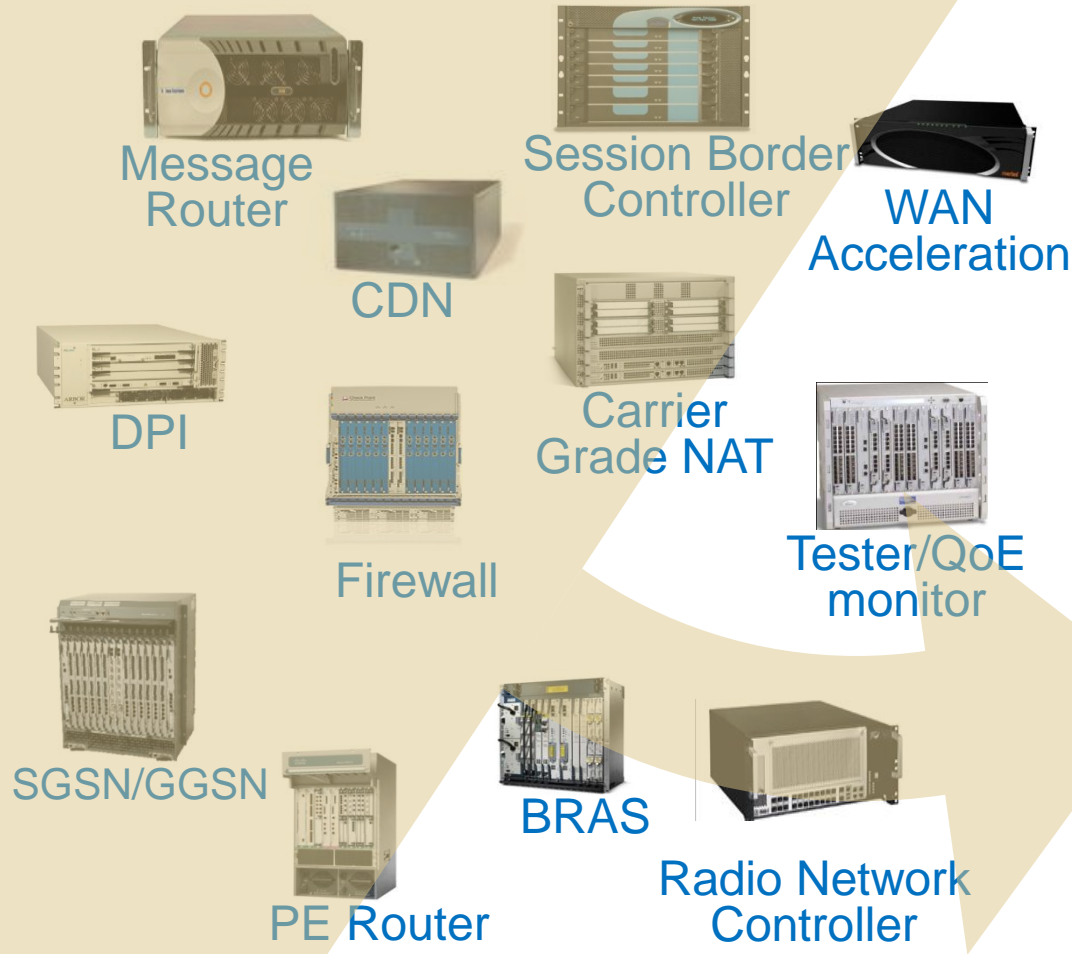 Message
Router
Session Border
Controller
WAN
Acceleration
CDN
DPI
Carrier
Grade NAT
Firewall
Tester/QoE
monitor
SGSN/GGSN
BRAS
PE Router
Radio Network
Controller